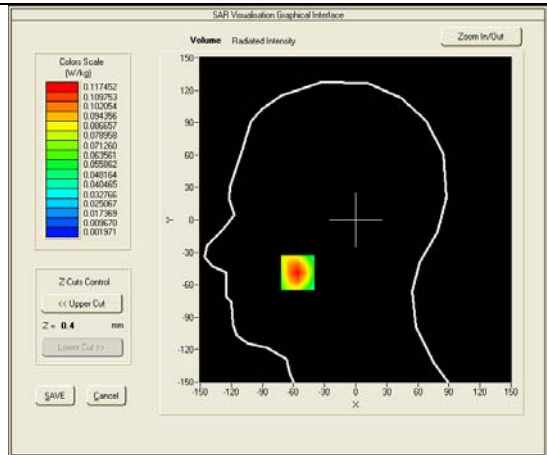 SAR Visualisation Graphical Interface
Volume Radiated Intensity
Zoom In/Out
Colors Scale
(W/kg)
0.117452
0.109753
0.102054
0.094356
0.086657
0.078958
0.071260
0.063561
0.055862
0.048164
0.040465
0.032766
0.025067
0.017369
0.009670
0.001971
Z Cuts Control
<< Upper Cut
Z = 0.4 mm
Lower Cut >>
SAVE Cancel
150
120
90
60
30
Y 0
-30
-60
-90
-120
-150
-150 -120 -90 -60 -30 0 30 60 90 120 150
X